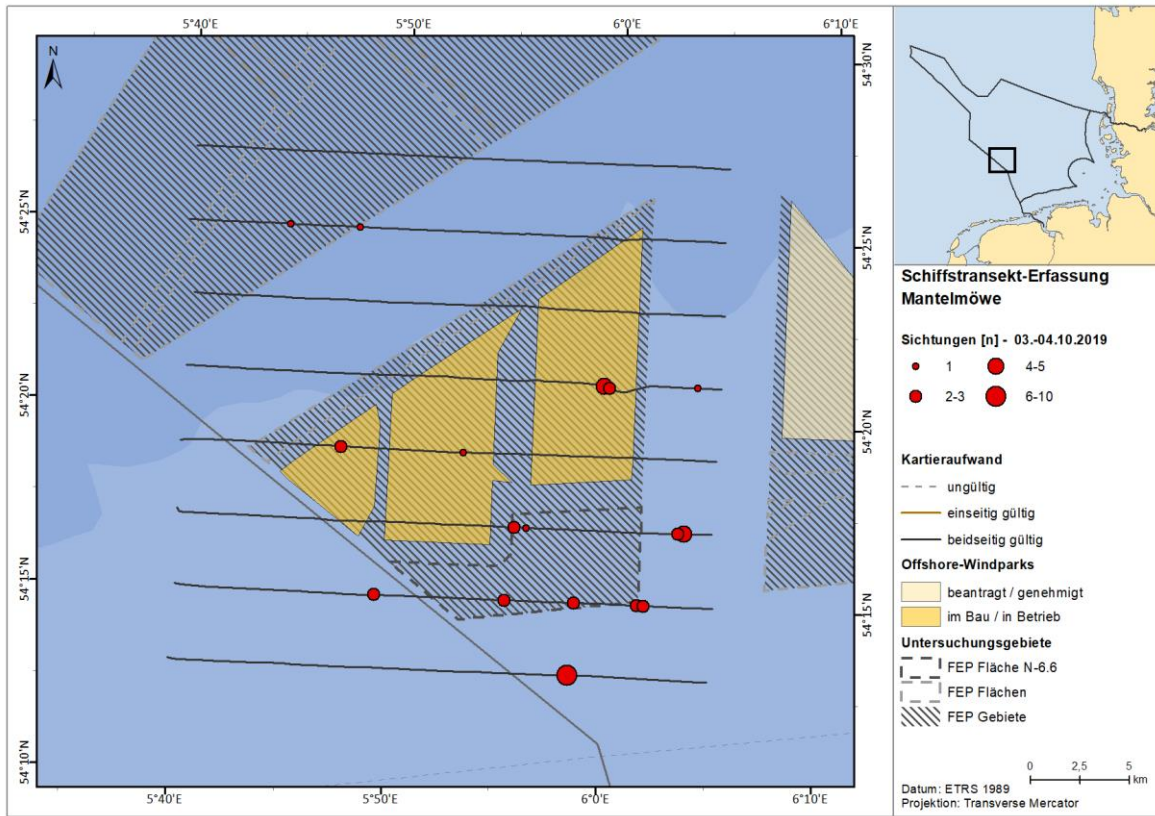 5°40'E 5°50'E 6°0'E 6°10'E
N
54°30'N
54°25'N
54°25'N
54°20'N
54°20'N
54°15'N
54°15'N
54°10'N
5°40'E 5°50'E 6°0'E 6°10'E
Schiffstransekt-Erfassung
Mantelmöwe
Sichtungen [n] - 03.-04.10.2019
1 4-5
2-3 6-10
Kartieraufwand
ungültig
einseitig gültig
beidseitig gültig
Offshore-Windparks
beantragt / genehmigt
im Bau / in Betrieb
Untersuchungsgebiete
FEP Fläche N-6.6
FEP Flächen
FEP Gebiete
0 2,5 5
km
Datum: ETRS 1989
Projektion: Transverse Mercator